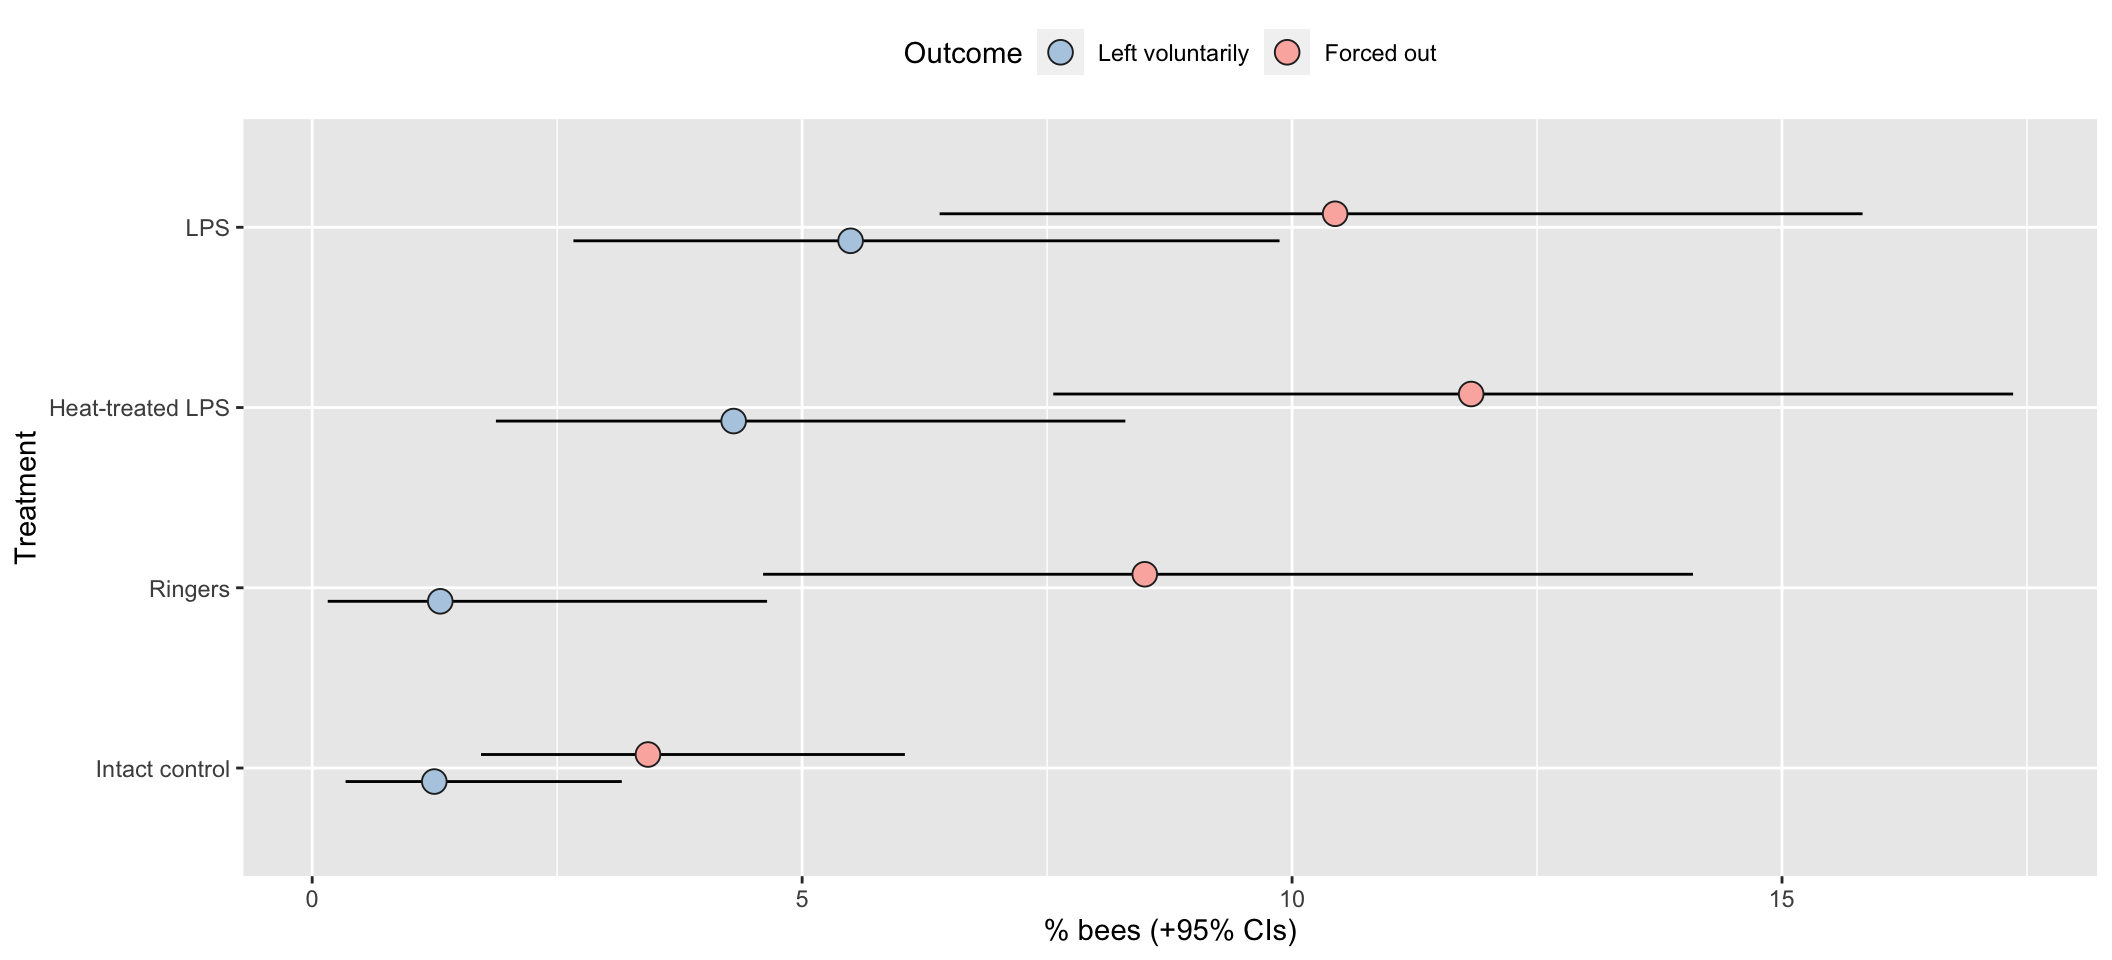 Outcome Left voluntarily Forced out
LPS
Heat-treated LPS
Ringers
Intact control
Treatment
0 5 10 15
% bees (+95% CIs)